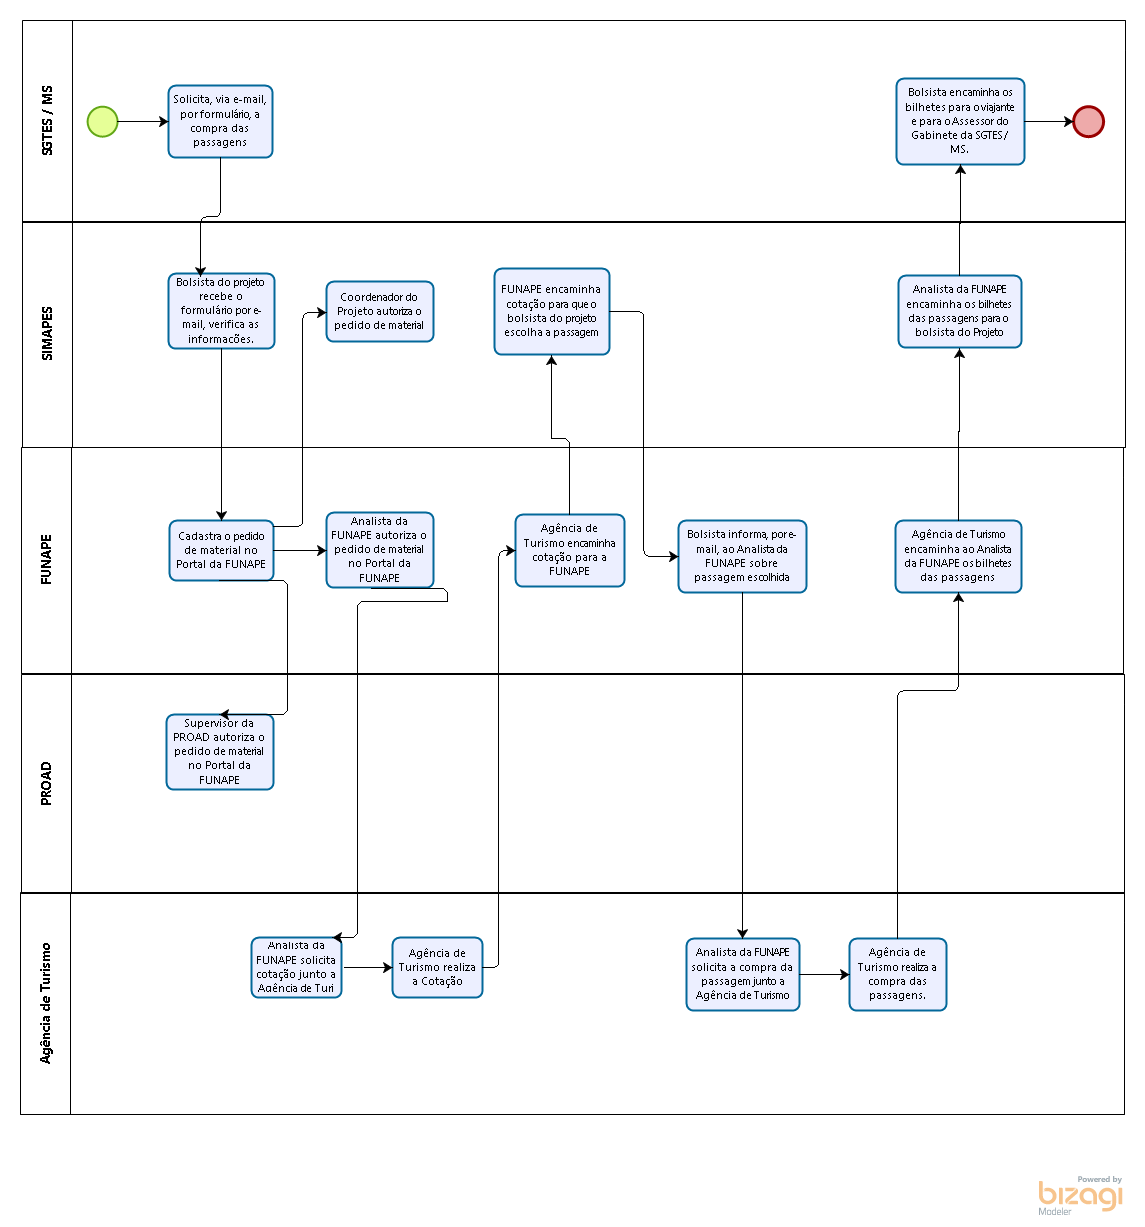 SGTES / MS
Solicita, via e-mail,
por formulário, a
compra das
passagens
Bolsista encaminha os
bilhetes para o viajante
e para o Assessor do
Gabinete da SGTES/
MS.
SIMAPES
Bolsista do projeto
recebe o
formulário por e-
mail, verifica as
informações.
Coordenador do
Projeto autoriza o
pedido de material
FUNAPE encaminha
cotação para que o
bolsista do projeto
escolha a passagem
Analista da FUNAPE
encaminha os bilhetes
das passagens para o
bolsista do Projeto
FUNAPE
Cadastra o pedido
de material no
Portal da FUNAPE
Analista da
FUNAPE autoriza o
pedido de material
no Portal da
FUNAPE
Agência de
Turismo encaminha
cotação para a
FUNAPE
Bolsista informa, por e-
mail, ao Analista da
FUNAPE sobre
passagem escolhida
Agência de Turismo
encaminha ao Analista
da FUNAPE os bilhetes
das passagens
PROAD
Supervisor da
PROAD autoriza o
pedido de material
no Portal da
FUNAPE
Agência de Turismo
Analista da
FUNAPE solicita
cotação junto a
Agência de Turi
Agência de
Turismo realiza
a Cotação
Analista da FUNAPE
solicita a compra da
passagem junto a
Agência de Turismo
Agência de
Turismo realiza a
compra das
passagens.
Powered by
bizagi
Modeler